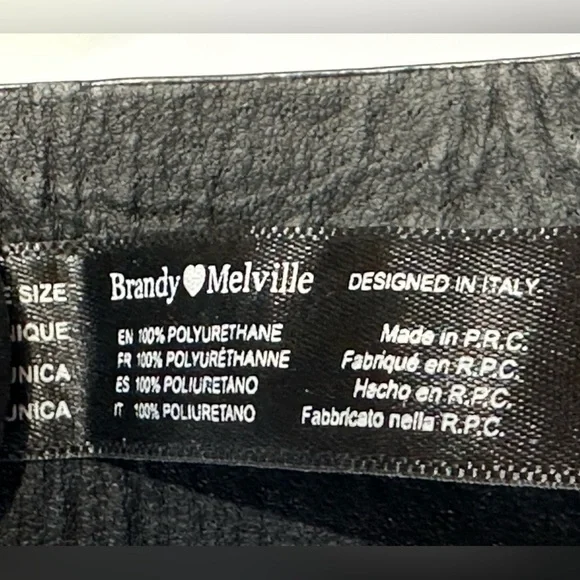 SIZE
NIQUE
UNICA
UNICA
Brandy Melville
EN 100% POLYURETHANE
FR 100% POLYURÉTHANNE
ES 100% POLIURETANO
IT 100% POLIURETANO
DESIGNED IN ITALY
Made in P.R.C.
Fabriqué en R.P.C.
Hecho en R.P.C.
Fabbricato nella R.P.C.